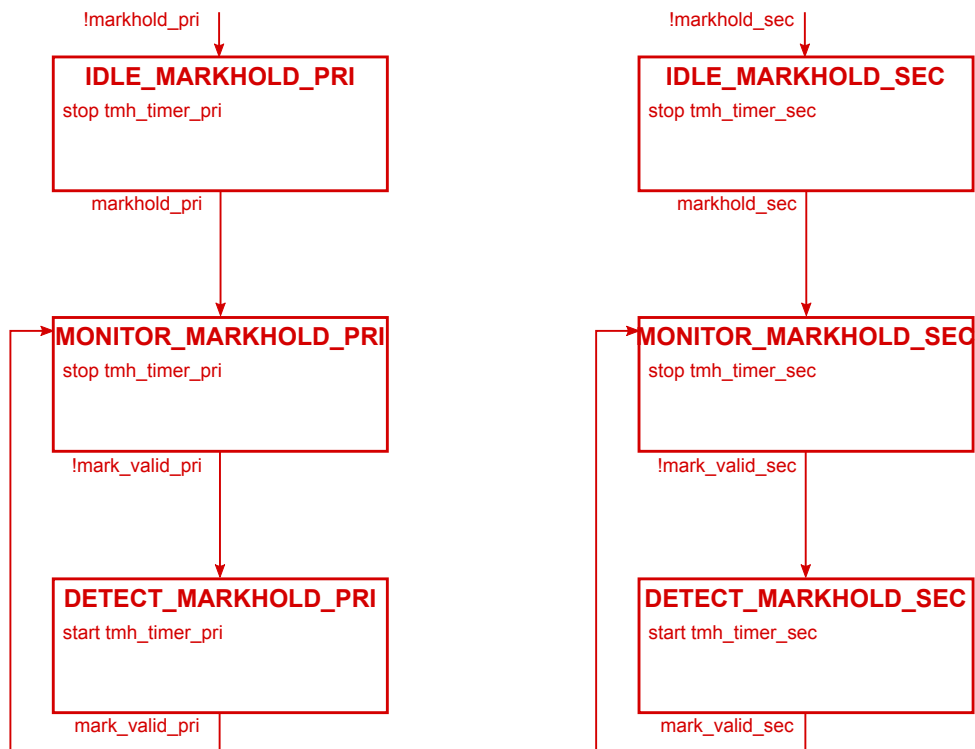 !markhold_pri
IDLE_MARKHOLD_PRI
stop tmh_timer_pri
markhold_pri
MONITOR_MARKHOLD_PRI
stop tmh_timer_pri
!mark_valid_pri
DETECT_MARKHOLD_PRI
start tmh_timer_pri
mark_valid_pri
!markhold_sec
IDLE_MARKHOLD_SEC
stop tmh_timer_sec
markhold_sec
MONITOR_MARKHOLD_SEC
stop tmh_timer_sec
!mark_valid_sec
DETECT_MARKHOLD_SEC
start tmh_timer_sec
mark_valid_sec